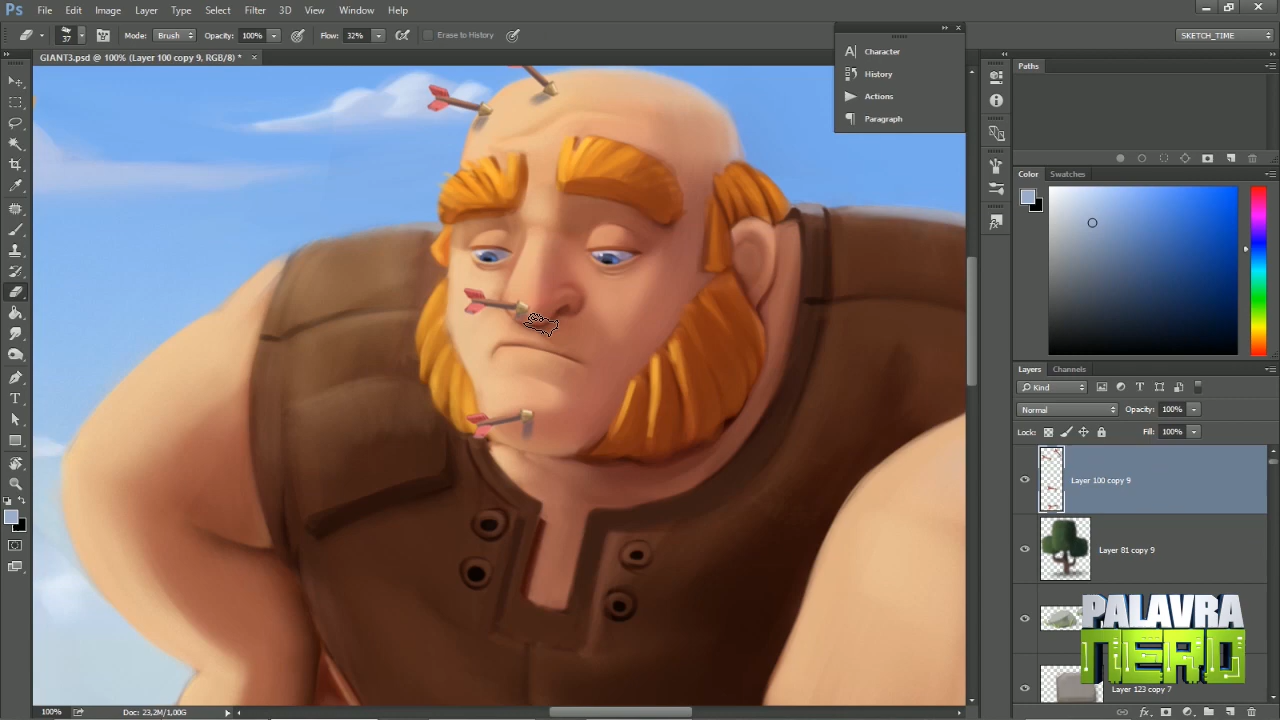 Ps File Edit Image Layer Type Select Filter 3D View Window Help
37 Mode: Brush Opacity: 100% Flow: 32% Erase to History SKETCH_TIME
GIANT3.psd @ 100% (Layer 100 copy 9, RGB/8) * ×
Character
History
Actions
Paragraph
Paths
Color Swatches
Layers Channels
Kind
Normal Opacity: 100%
Lock: Fill: 100%
Layer 100 copy 9
Layer 81 copy 9
PALAVRA
NERD
Layer 123 copy 7
100% Doc: 23,2M/1,00G